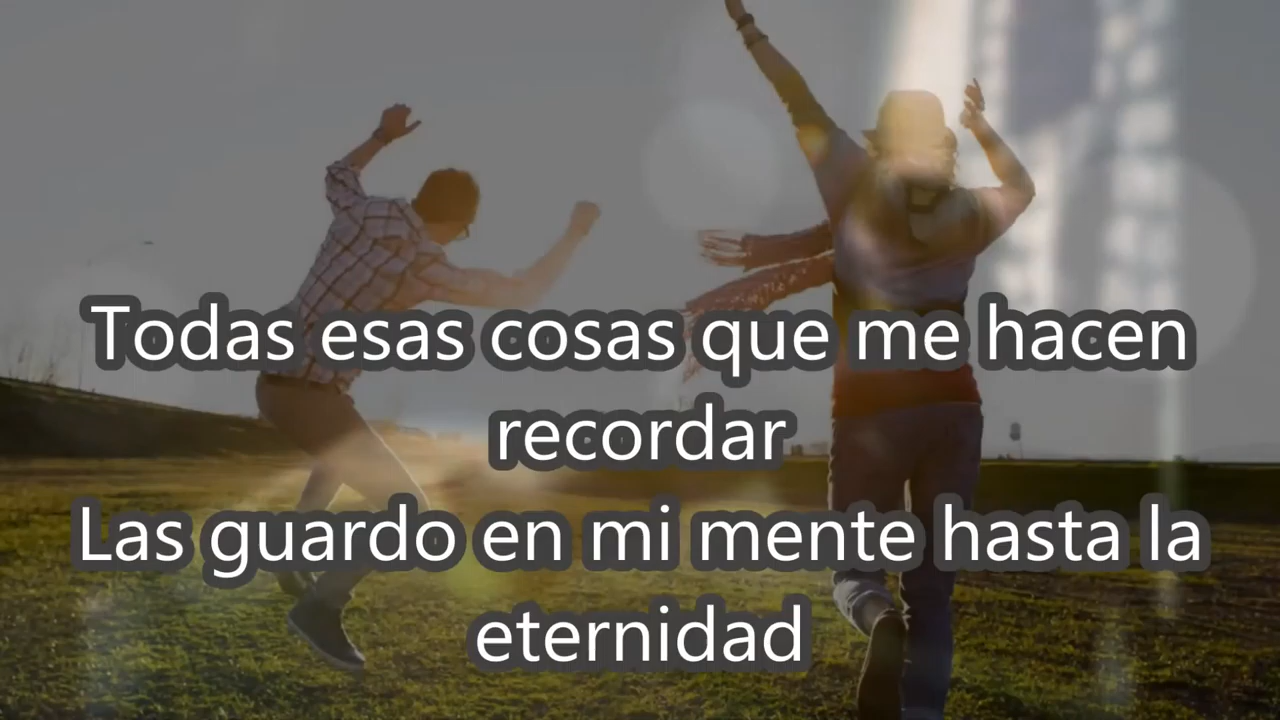 Todas esas cosas que me hacen
recordar
Las guardo en mi mente hasta la
eternidad